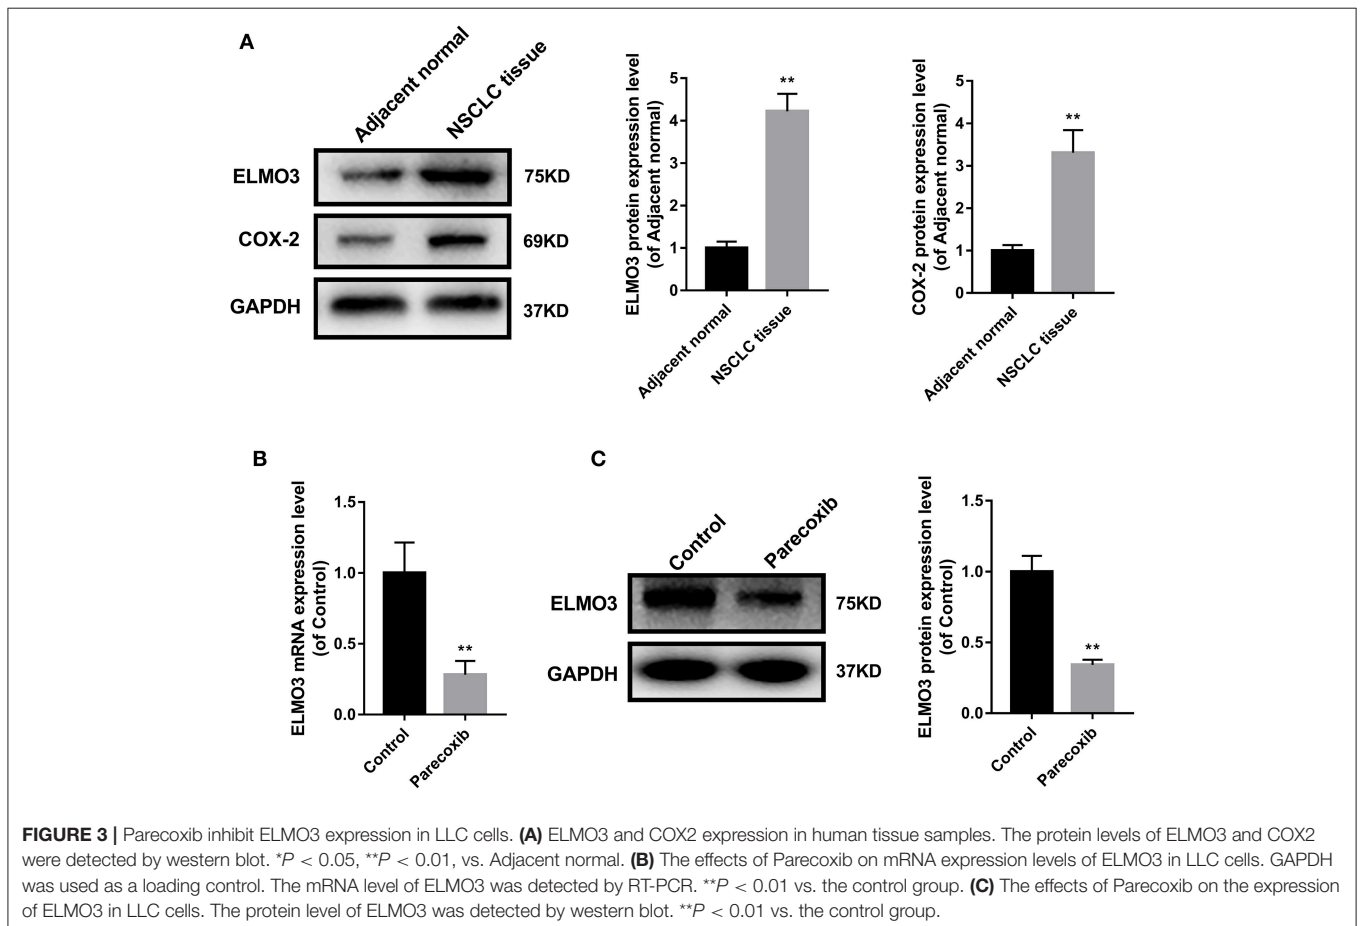 A
Adjacent normal
NSCLC tissue
ELMO3
75KD
COX-2
69KD
GAPDH
37KD
ELMO3 protein expression level
(of Adjacent normal)
5
4
3
2
1
0
**
Adjacent normal
NSCLC tissue
COX-2 protein expression level
(of Adjacent normal)
5
4
3
2
1
0
**
Adjacent normal
NSCLC tissue
B
ELMO3 mRNA expression level
(of Control)
1.5
1.0
0.5
0.0
**
Control
Parecoxib
C
Control
Parecoxib
ELMO3
75KD
GAPDH
37KD
ELMO3 protein expression level
(of Control)
1.5
1.0
0.5
0.0
**
Control
Parecoxib
FIGURE 3 | Parecoxib inhibit ELMO3 expression in LLC cells. (A) ELMO3 and COX2 expression in human tissue samples. The protein levels of ELMO3 and COX2
were detected by western blot. *P < 0.05, **P < 0.01, vs. Adjacent normal. (B) The effects of Parecoxib on mRNA expression levels of ELMO3 in LLC cells. GAPDH
was used as a loading control. The mRNA level of ELMO3 was detected by RT-PCR. **P < 0.01 vs. the control group. (C) The effects of Parecoxib on the expression
of ELMO3 in LLC cells. The protein level of ELMO3 was detected by western blot. **P < 0.01 vs. the control group.